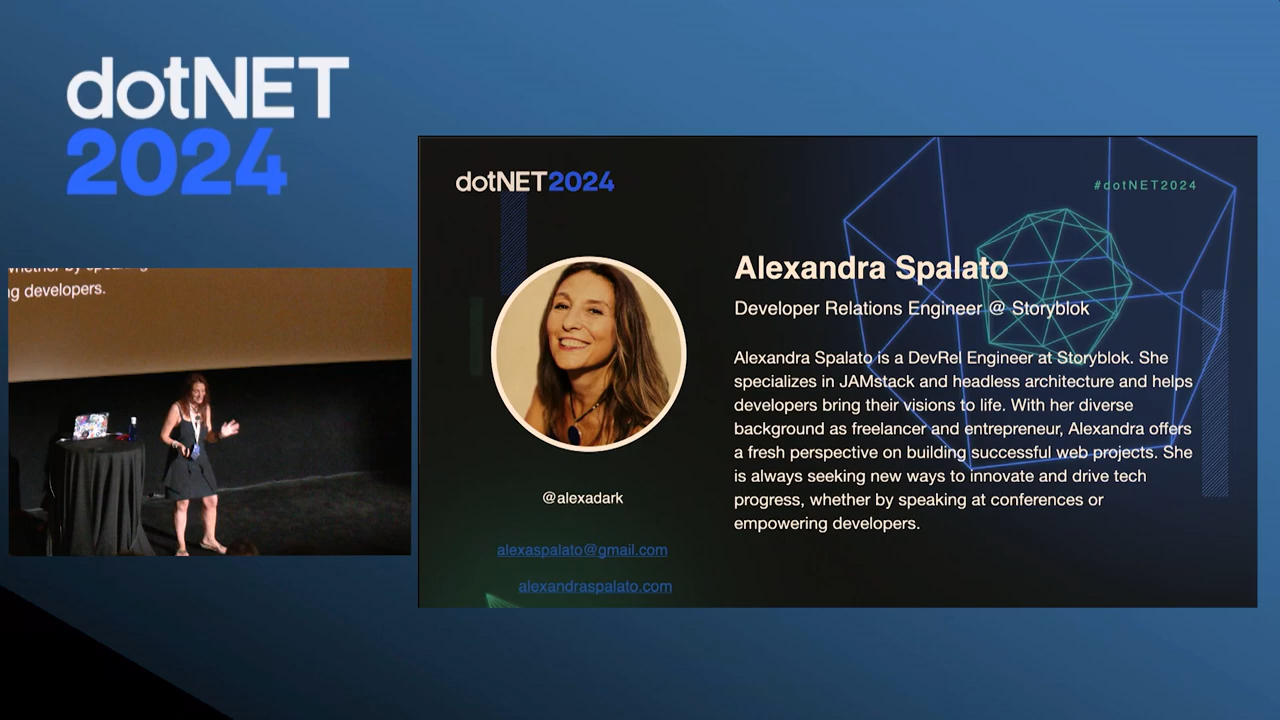 dotNET
2024
whether by speaking
ng developers.
dotNET2024
#dotNET2024
Alexandra Spalato
Developer Relations Engineer @ Storyblok
Alexandra Spalato is a DevRel Engineer at Storyblok. She
specializes in JAMstack and headless architecture and helps
developers bring their visions to life. With her diverse
background as freelancer and entrepreneur, Alexandra offers
a fresh perspective on building successful web projects. She
is always seeking new ways to innovate and drive tech
progress, whether by speaking at conferences or
empowering developers.
@alexadark
alexaspalato@gmail.com
alexandraspalato.com